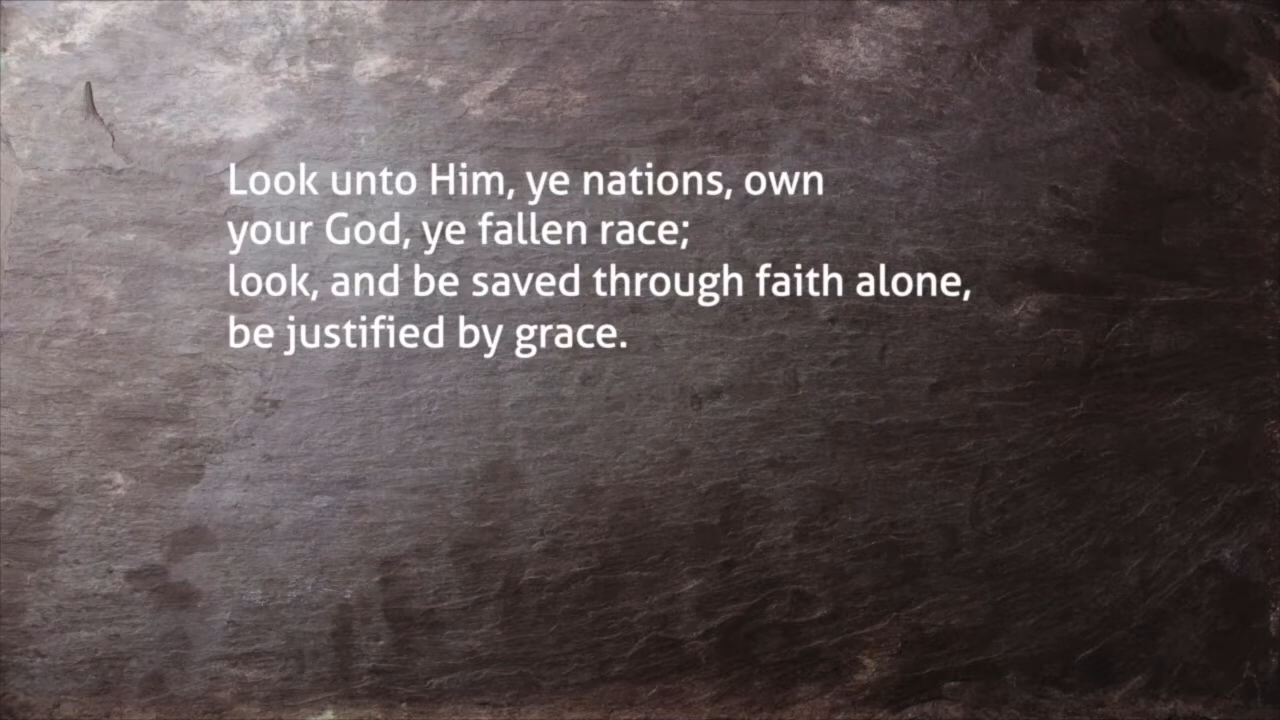 Look unto Him, ye nations, own
your God, ye fallen race;
look, and be saved through faith alone,
be justified by grace.